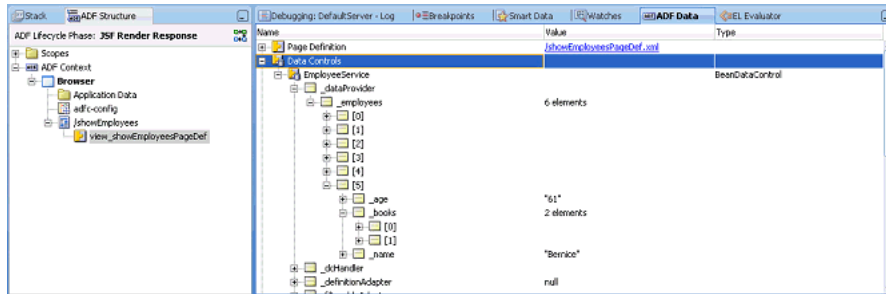 Stack ADF Structure
ADF Lifecycle Phase: JSF Render Response
Scopes
ADF Context
Browser
Application Data
adfc-config
/showEmployees
view_showEmployeesPageDef
Debugging: DefaultServer - Log Breakpoints Smart Data Watches ADF Data EL Evaluator
Name Value Type
Page Definition /showEmployeesPageDef.xml
Data Controls
EmployeeService BeanDataControl
_dataProvider
_employees 6 elements
[0]
[1]
[2]
[3]
[4]
[5]
_age "61"
_books 2 elements
[0]
[1]
_name "Bernice"
_dcHandler
_definitionAdapter null